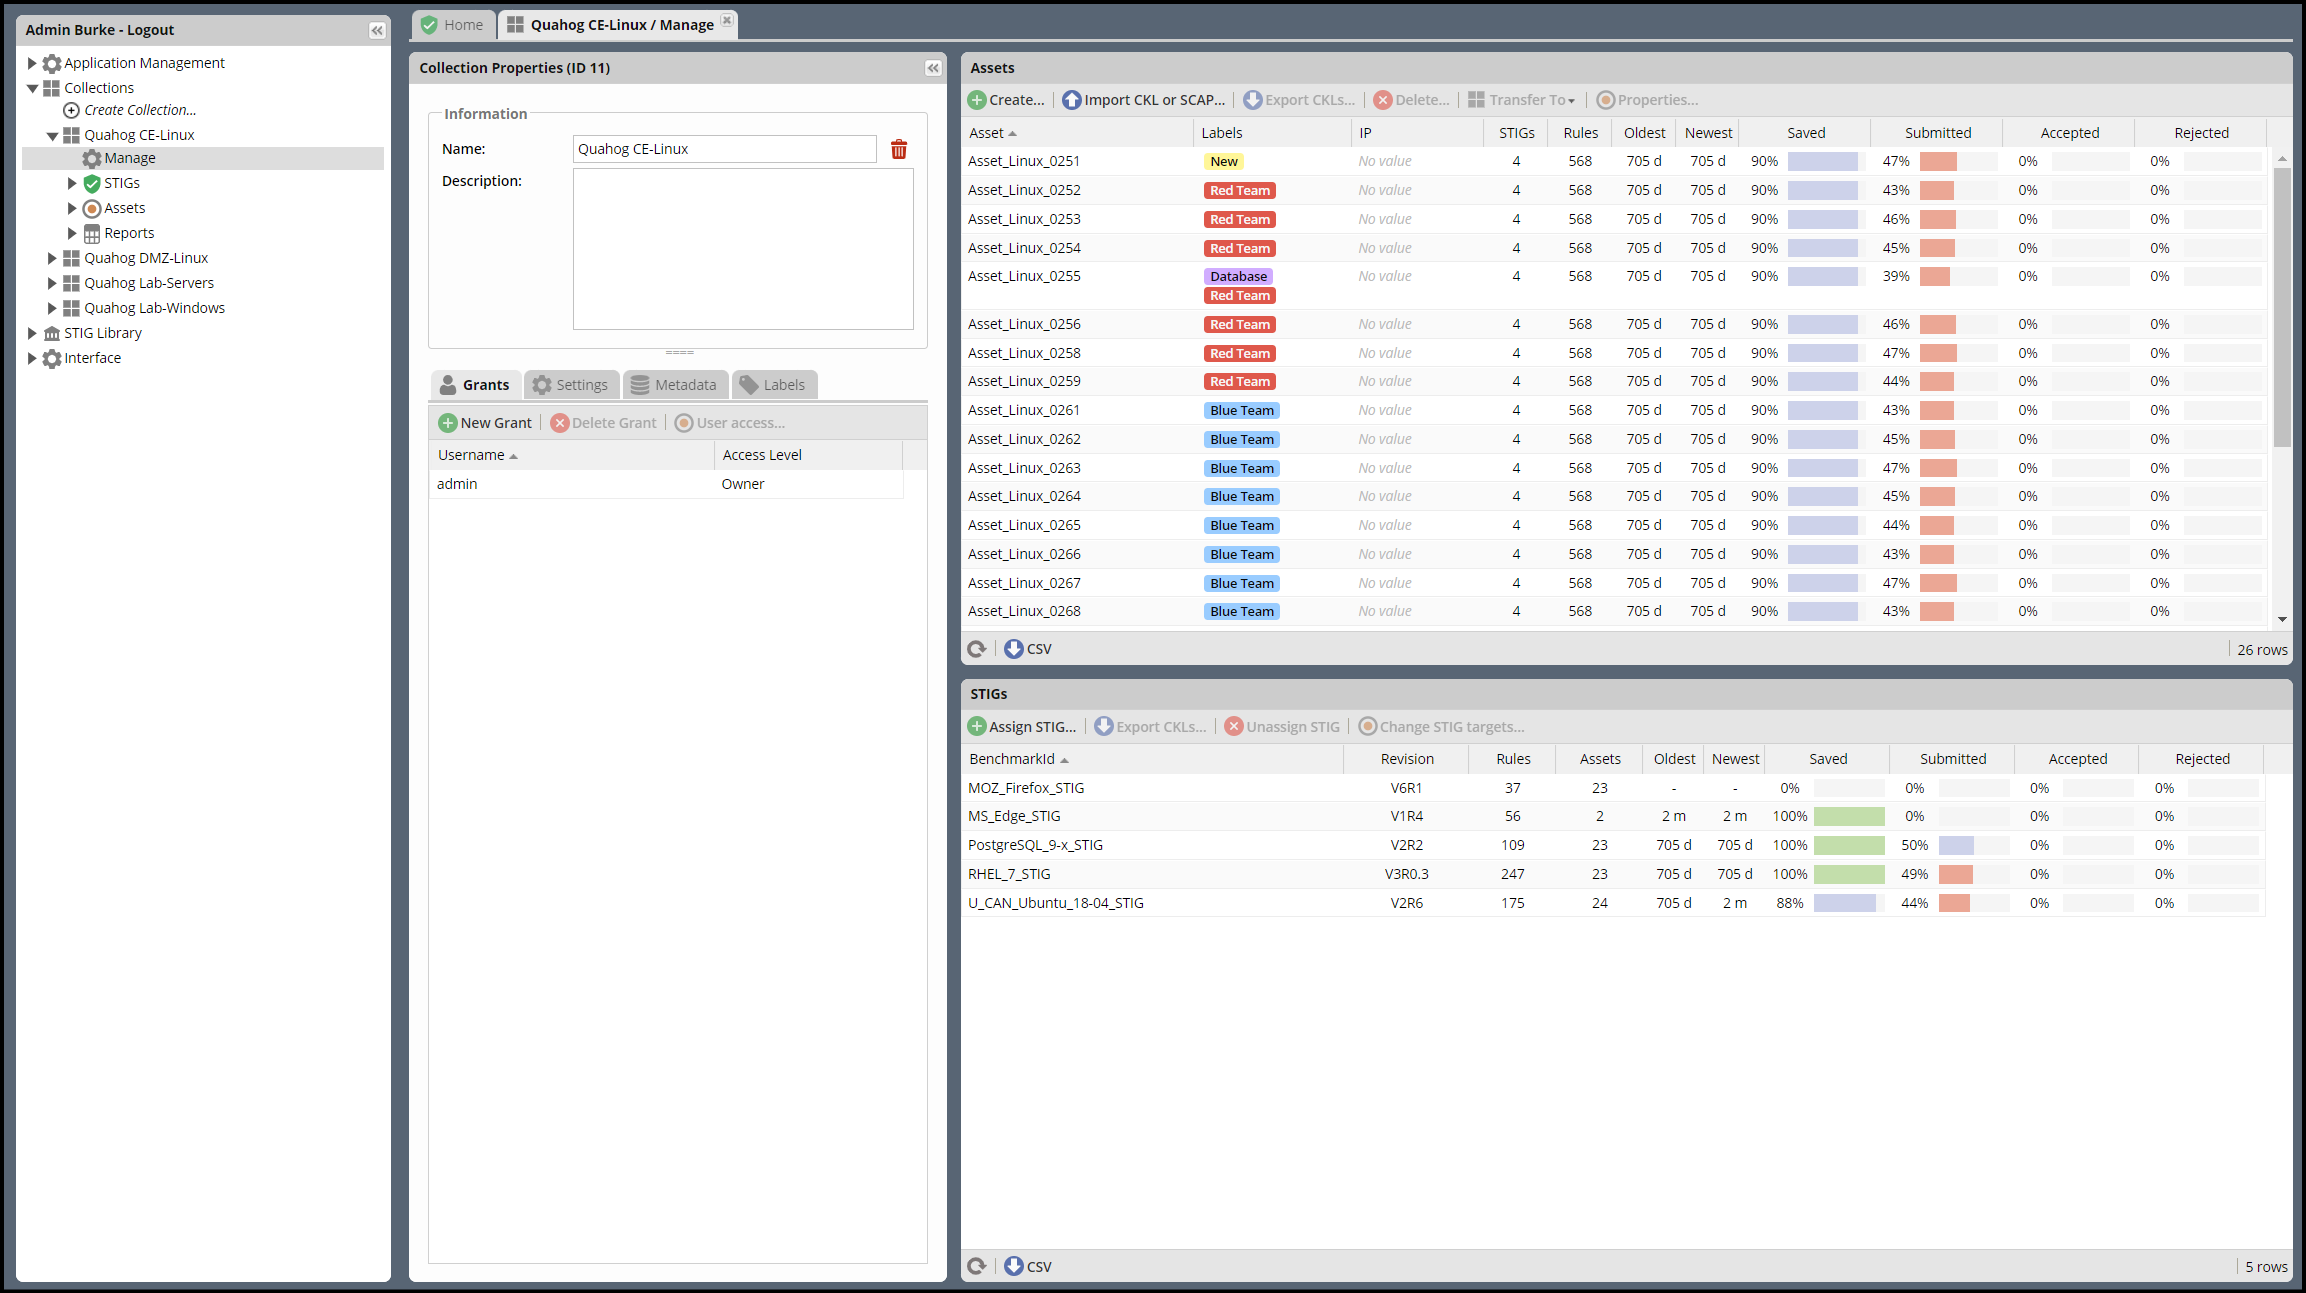 Admin Burke - Logout
Application Management
Collections
Create Collection...
Quahog CE-Linux
Manage
STIGs
Assets
Reports
Quahog DMZ-Linux
Quahog Lab-Servers
Quahog Lab-Windows
STIG Library
Interface
Home
Quahog CE-Linux / Manage
Collection Properties (ID 11)
Information
Name: Quahog CE-Linux
Description:
Grants Settings Metadata Labels
New Grant Delete Grant User access...
Username Access Level
admin Owner
Assets
Create... Import CKL or SCAP... Export CKLs... Delete... Transfer To Properties...
Asset Labels IP STIGs Rules Oldest Newest Saved Submitted Accepted Rejected
Asset_Linux_0251 New No value 4 568 705 d 705 d 90% 47% 0% 0%
Asset_Linux_0252 Red Team No value 4 568 705 d 705 d 90% 43% 0% 0%
Asset_Linux_0253 Red Team No value 4 568 705 d 705 d 90% 46% 0% 0%
Asset_Linux_0254 Red Team No value 4 568 705 d 705 d 90% 45% 0% 0%
Asset_Linux_0255 Database No value 4 568 705 d 705 d 90% 39% 0% 0%
Red Team
Asset_Linux_0256 Red Team No value 4 568 705 d 705 d 90% 46% 0% 0%
Asset_Linux_0258 Red Team No value 4 568 705 d 705 d 90% 47% 0% 0%
Asset_Linux_0259 Red Team No value 4 568 705 d 705 d 90% 44% 0% 0%
Asset_Linux_0261 Blue Team No value 4 568 705 d 705 d 90% 43% 0% 0%
Asset_Linux_0262 Blue Team No value 4 568 705 d 705 d 90% 45% 0% 0%
Asset_Linux_0263 Blue Team No value 4 568 705 d 705 d 90% 47% 0% 0%
Asset_Linux_0264 Blue Team No value 4 568 705 d 705 d 90% 45% 0% 0%
Asset_Linux_0265 Blue Team No value 4 568 705 d 705 d 90% 44% 0% 0%
Asset_Linux_0266 Blue Team No value 4 568 705 d 705 d 90% 43% 0% 0%
Asset_Linux_0267 Blue Team No value 4 568 705 d 705 d 90% 47% 0% 0%
Asset_Linux_0268 Blue Team No value 4 568 705 d 705 d 90% 43% 0% 0%
CSV 26 rows
STIGs
Assign STIG... Export CKLs... Unassign STIG Change STIG targets...
BenchmarkId Revision Rules Assets Oldest Newest Saved Submitted Accepted Rejected
MOZ_Firefox_STIG V6R1 37 23 - - 0% 0% 0% 0%
MS_Edge_STIG V1R4 56 2 2 m 2 m 100% 0% 0% 0%
PostgreSQL_9-x_STIG V2R2 109 23 705 d 705 d 100% 50% 0% 0%
RHEL_7_STIG V3R0.3 247 23 705 d 705 d 100% 49% 0% 0%
U_CAN_Ubuntu_18-04_STIG V2R6 175 24 705 d 2 m 88% 44% 0% 0%
CSV 5 rows